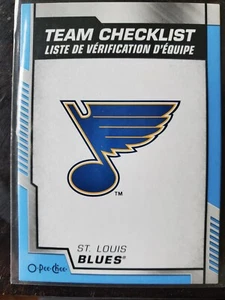 TEAM CHECKLIST
LISTE DE VÉRIFICATION D'ÉQUIPE
TM
ST. LOUIS
BLUES®
O-Pee-Chee